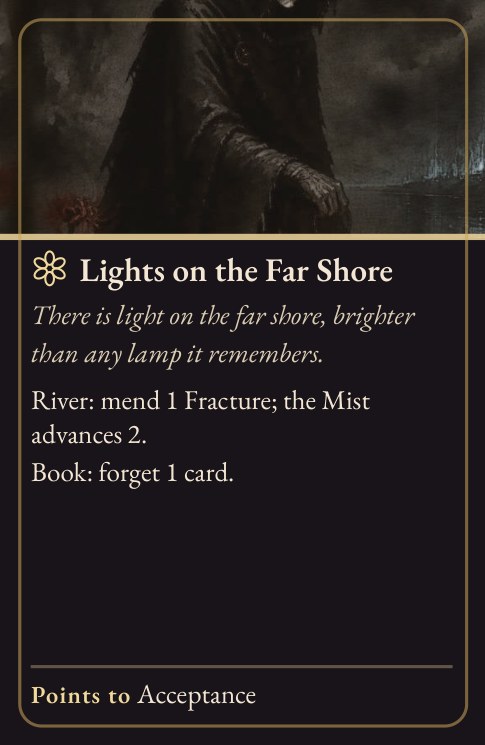 Lights on the Far Shore
There is light on the far shore, brighter
than any lamp it remembers.
River: mend 1 Fracture; the Mist
advances 2.
Book: forget 1 card.
Points to Acceptance